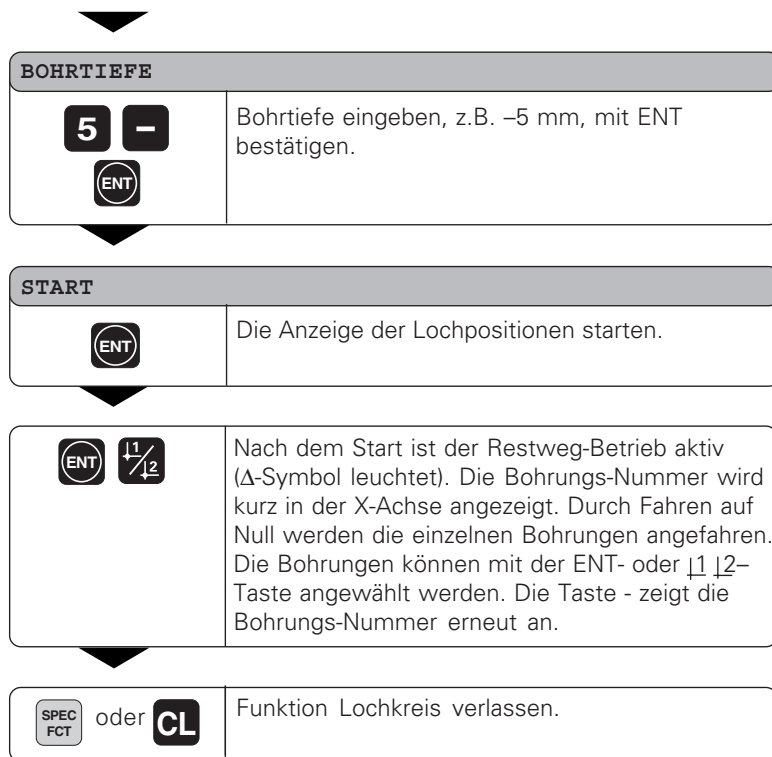 BOHRTIEFE
5 –
ENT
Bohrtiefe eingeben, z.B. –5 mm, mit ENT
bestätigen.
START
ENT
Die Anzeige der Lochpositionen starten.
ENT 1 2
Nach dem Start ist der Restweg-Betrieb aktiv
(Δ-Symbol leuchtet). Die Bohrungs-Nummer wird
kurz in der X-Achse angezeigt. Durch Fahren auf
Null werden die einzelnen Bohrungen angefahren.
Die Bohrungen können mit der ENT- oder 1 2–
Taste angewählt werden. Die Taste - zeigt die
Bohrungs-Nummer erneut an.
SPEC
FCT
oder CL
Funktion Lochkreis verlassen.